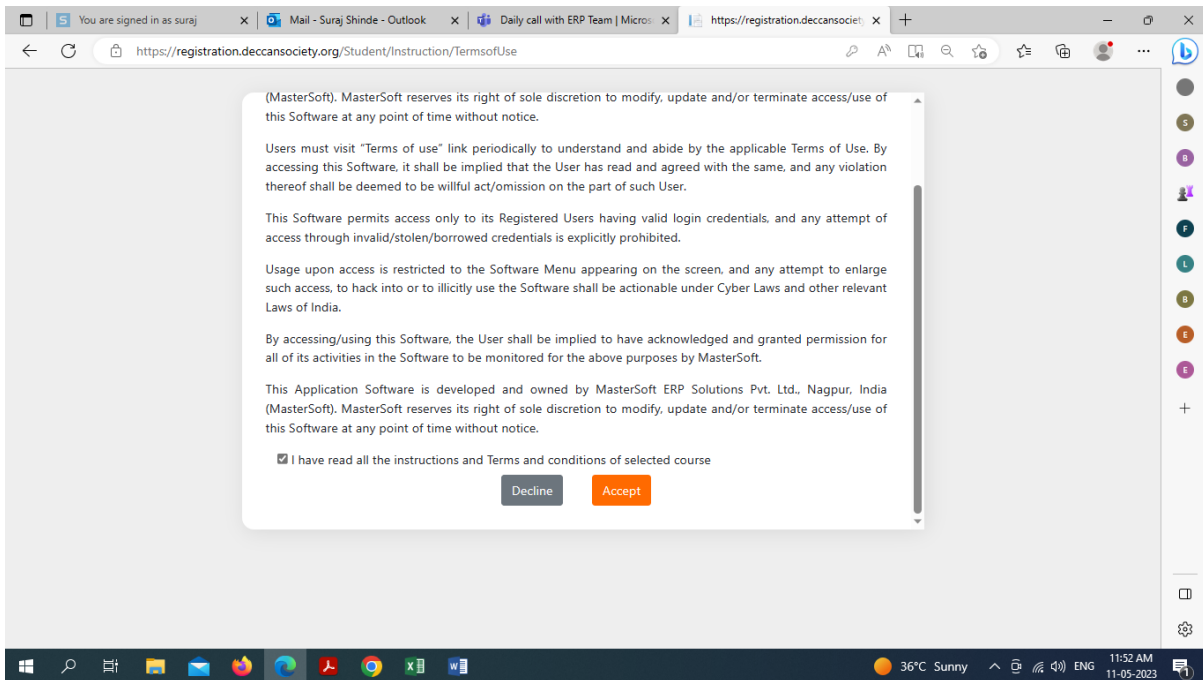 You are signed in as suraj
Mail - Suraj Shinde - Outlook
Daily call with ERP Team | Micros
https://registration.deccansociet
https://registration.deccansociety.org/Student/Instruction/TermsofUse
(MasterSoft). MasterSoft reserves its right of sole discretion to modify, update and/or terminate access/use of
this Software at any point of time without notice.
Users must visit “Terms of use” link periodically to understand and abide by the applicable Terms of Use. By
accessing this Software, it shall be implied that the User has read and agreed with the same, and any violation
thereof shall be deemed to be willful act/omission on the part of such User.
This Software permits access only to its Registered Users having valid login credentials, and any attempt of
access through invalid/stolen/borrowed credentials is explicitly prohibited.
Usage upon access is restricted to the Software Menu appearing on the screen, and any attempt to enlarge
such access, to hack into or to illicitly use the Software shall be actionable under Cyber Laws and other relevant
Laws of India.
By accessing/using this Software, the User shall be implied to have acknowledged and granted permission for
all of its activities in the Software to be monitored for the above purposes by MasterSoft.
This Application Software is developed and owned by MasterSoft ERP Solutions Pvt. Ltd., Nagpur, India
(MasterSoft). MasterSoft reserves its right of sole discretion to modify, update and/or terminate access/use of
this Software at any point of time without notice.
I have read all the instructions and Terms and conditions of selected course
Decline
Accept
S
B
F
L
B
E
E
36°C Sunny
ENG
11:52 AM
11-05-2023
1